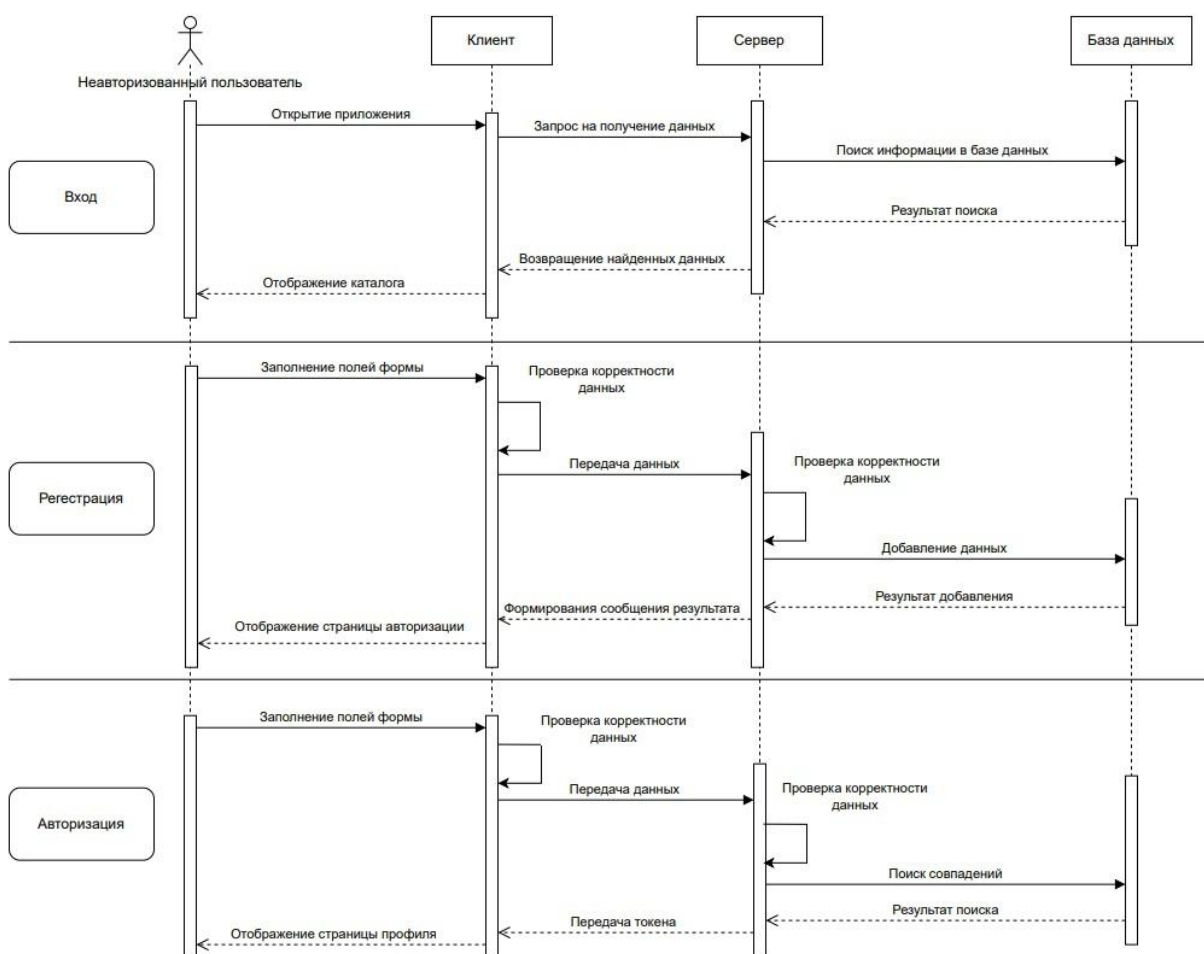 Клиент
Сервер
База данных
Неавторизованный пользователь
Открытие приложения
Запрос на получение данных
Поиск информации в базе данных
Вход
Результат поиска
Возвращение найденных данных
Отображение каталога
Заполнение полей формы
Проверка корректности
данных
Передача данных
Проверка корректности
данных
Регестрация
Добавление данных
Результат добавления
Формирования сообщения результата
Отображение страницы авторизации
Заполнение полей формы
Проверка корректности
данных
Передача данных
Проверка корректности
данных
Авторизация
Поиск совпадений
Результат поиска
Передача токена
Отображение страницы профиля